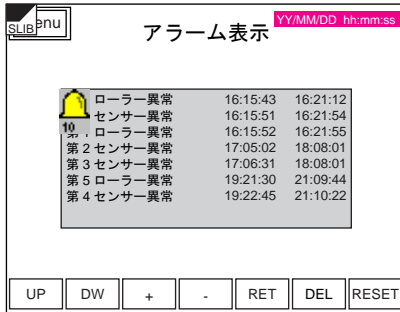 SLIB enu
アラーム表示
YY/MM/DD hh:mm:ss
ローラー異常 16:15:43 16:21:12
センサー異常 16:15:51 16:21:54
10 ローラー異常 16:15:52 16:21:55
第 2 センサー異常 17:05:02 18:08:01
第 3 センサー異常 17:06:31 18:08:01
第 5 ローラー異常 19:21:30 21:09:44
第 4 センサー異常 19:22:45 21:10:22
UP DW + - RET DEL RESET